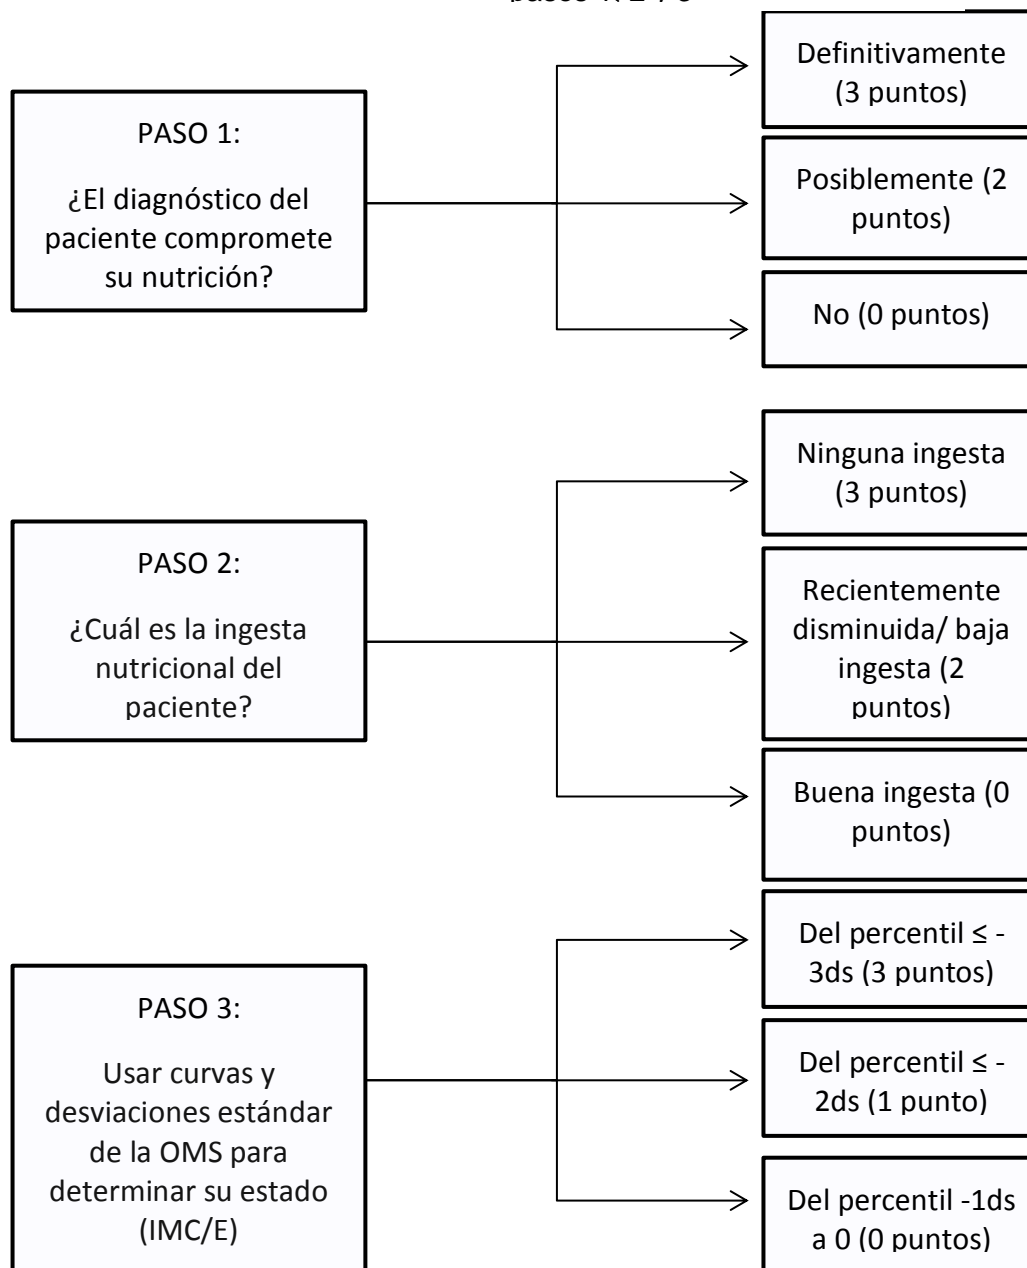 PASO 1:
¿El diagnóstico del
paciente compromete
su nutrición?
Definitivamente
(3 puntos)
Posiblemente (2
puntos)
No (0 puntos)
PASO 2:
¿Cuál es la ingesta
nutricional del
paciente?
Ninguna ingesta
(3 puntos)
Recientemente
disminuida/ baja
ingesta (2
puntos)
Buena ingesta (0
puntos)
PASO 3:
Usar curvas y
desviaciones estándar
de la OMS para
determinar su estado
(IMC/E)
Del percentil ≤ -
3ds (3 puntos)
Del percentil ≤ -
2ds (1 punto)
Del percentil -1ds
a 0 (0 puntos)